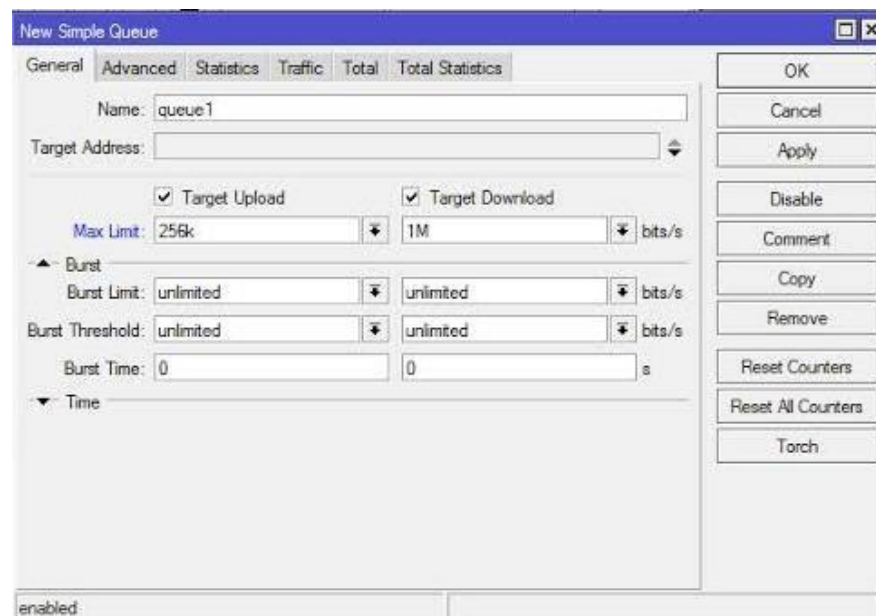 New Simple Queue
General Advanced Statistics Traffic Total Total Statistics
Name: queue1
Target Address:
Target Upload Target Download
Max Limit: 256k 1M bits/s
Burst
Burst Limit: unlimited unlimited bits/s
Burst Threshold: unlimited unlimited bits/s
Burst Time: 0 0 s
Time
OK
Cancel
Apply
Disable
Comment
Copy
Remove
Reset Counters
Reset All Counters
Torch
enabled